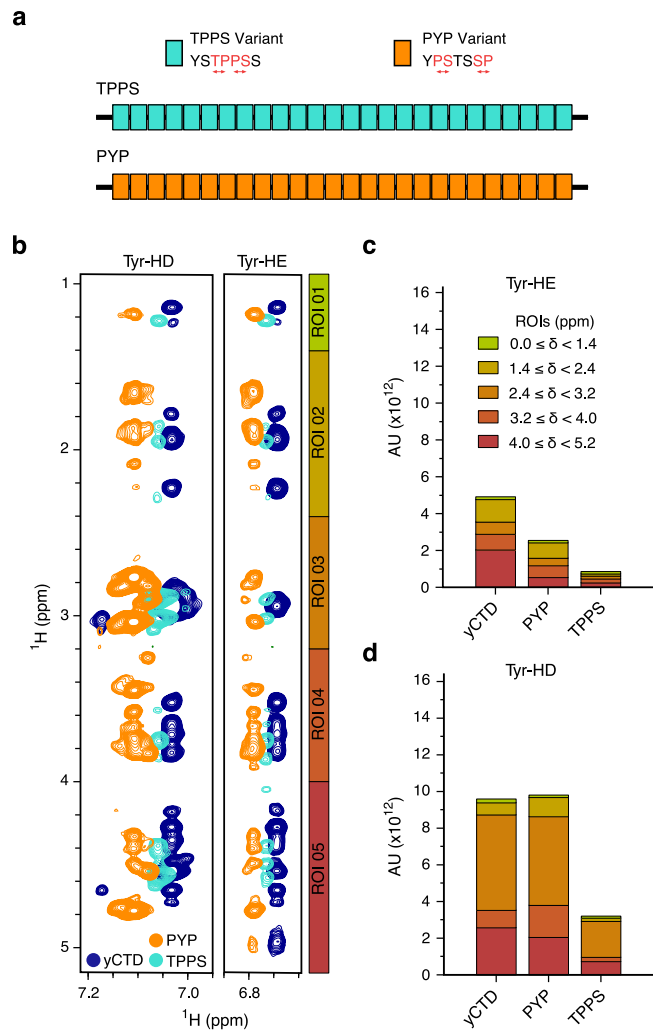 a
TPPS Variant
YSTPPSS
PYP Variant
YPSTSSP
TPPS
PYP
b
Tyr-HD
Tyr-HE
1
2
3
4
5
¹H (ppm)
ROI 01
ROI 02
ROI 03
ROI 04
ROI 05
PYP
yCTD
TPPS
7.2
7.0
6.8
¹H (ppm)
c
Tyr-HE
16
14
12
10
8
6
4
2
0
AU (x10¹²)
ROIs (ppm)
0.0 ≤ δ < 1.4
1.4 ≤ δ < 2.4
2.4 ≤ δ < 3.2
3.2 ≤ δ < 4.0
4.0 ≤ δ < 5.2
yCTD
PYP
TPPS
d
Tyr-HD
16
14
12
10
8
6
4
2
0
AU (x10¹²)
yCTD
PYP
TPPS